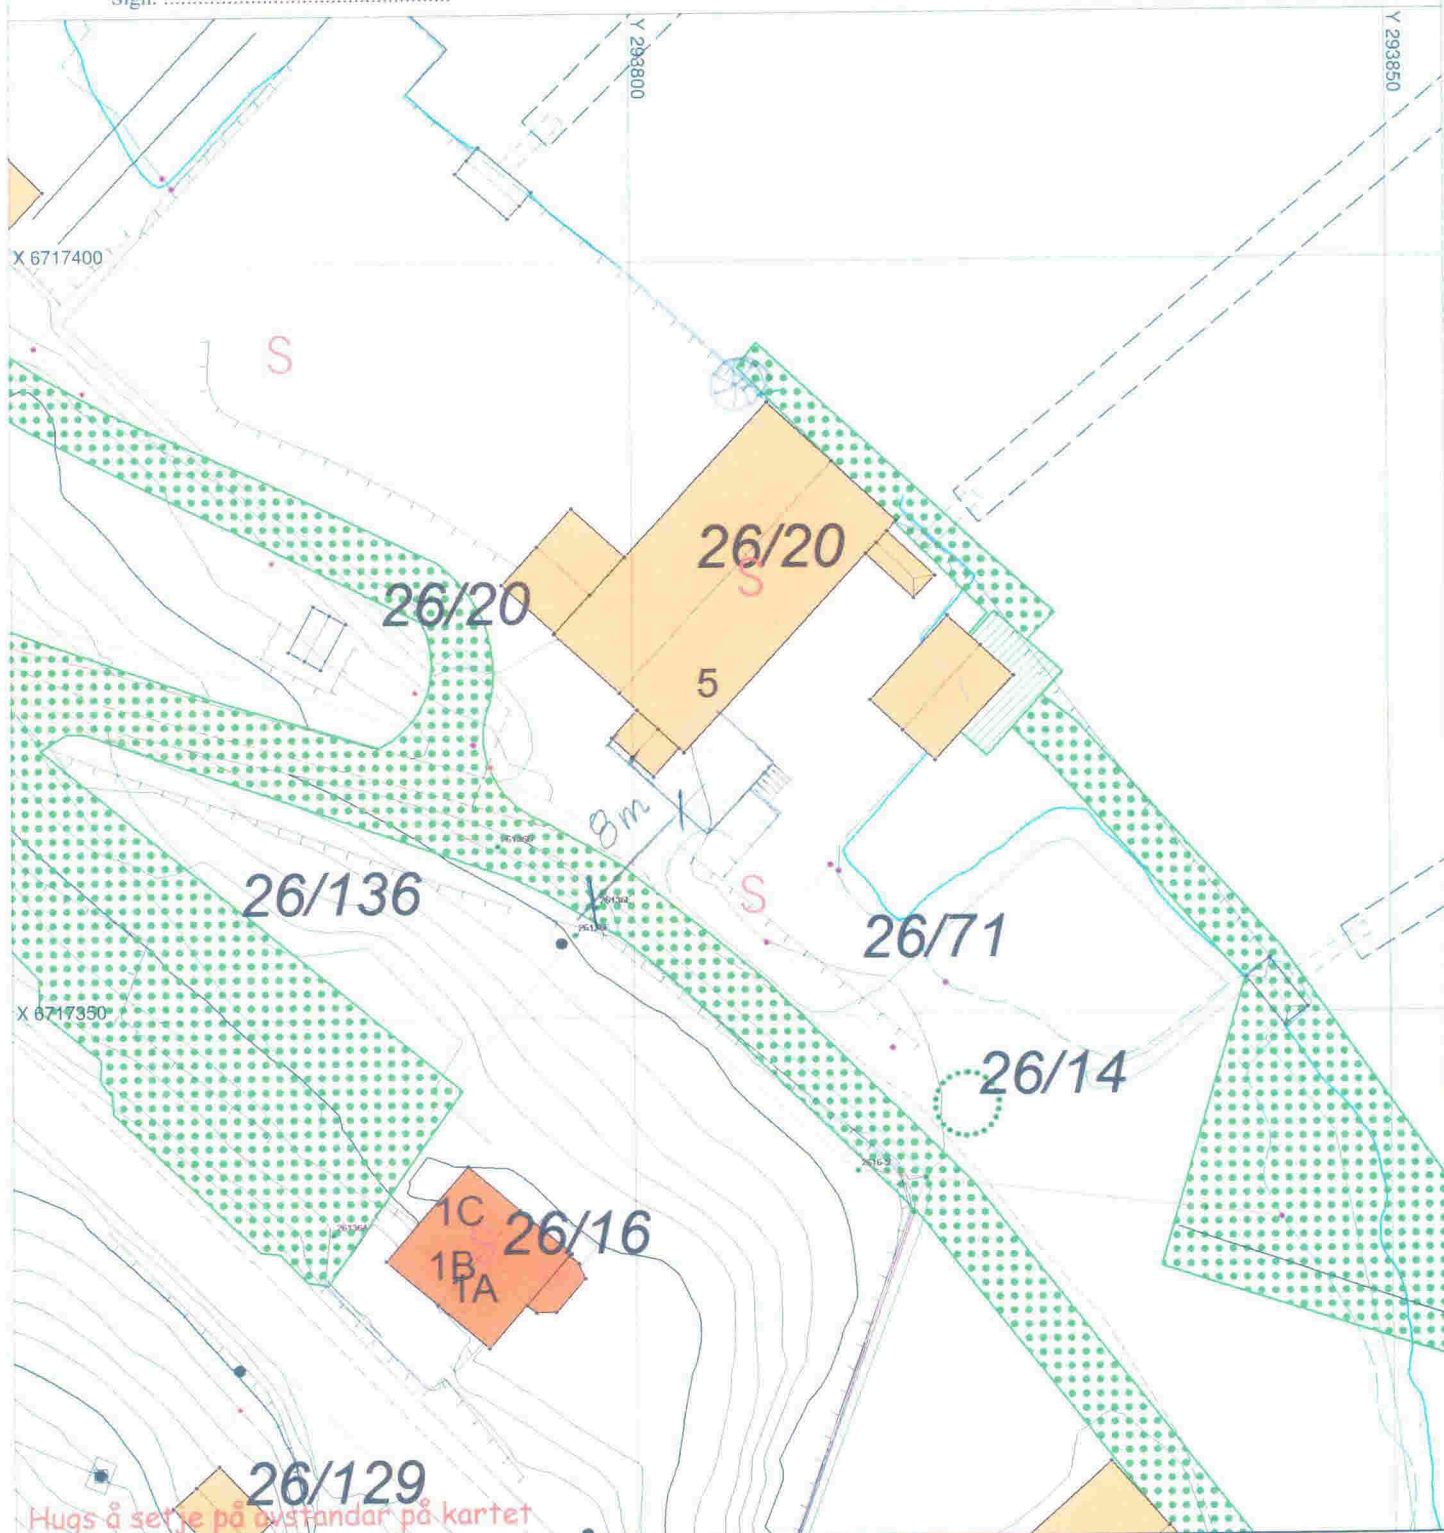 Sign. ..............................................
Y 293800
Y 293850
X 6717400
S
26/20
S
26/20
5
8m
26/136
S
26/71
X 6717350
26/14
1C
26/16
1B
1A
26/129
Hugs å setje på avstandar på kartet